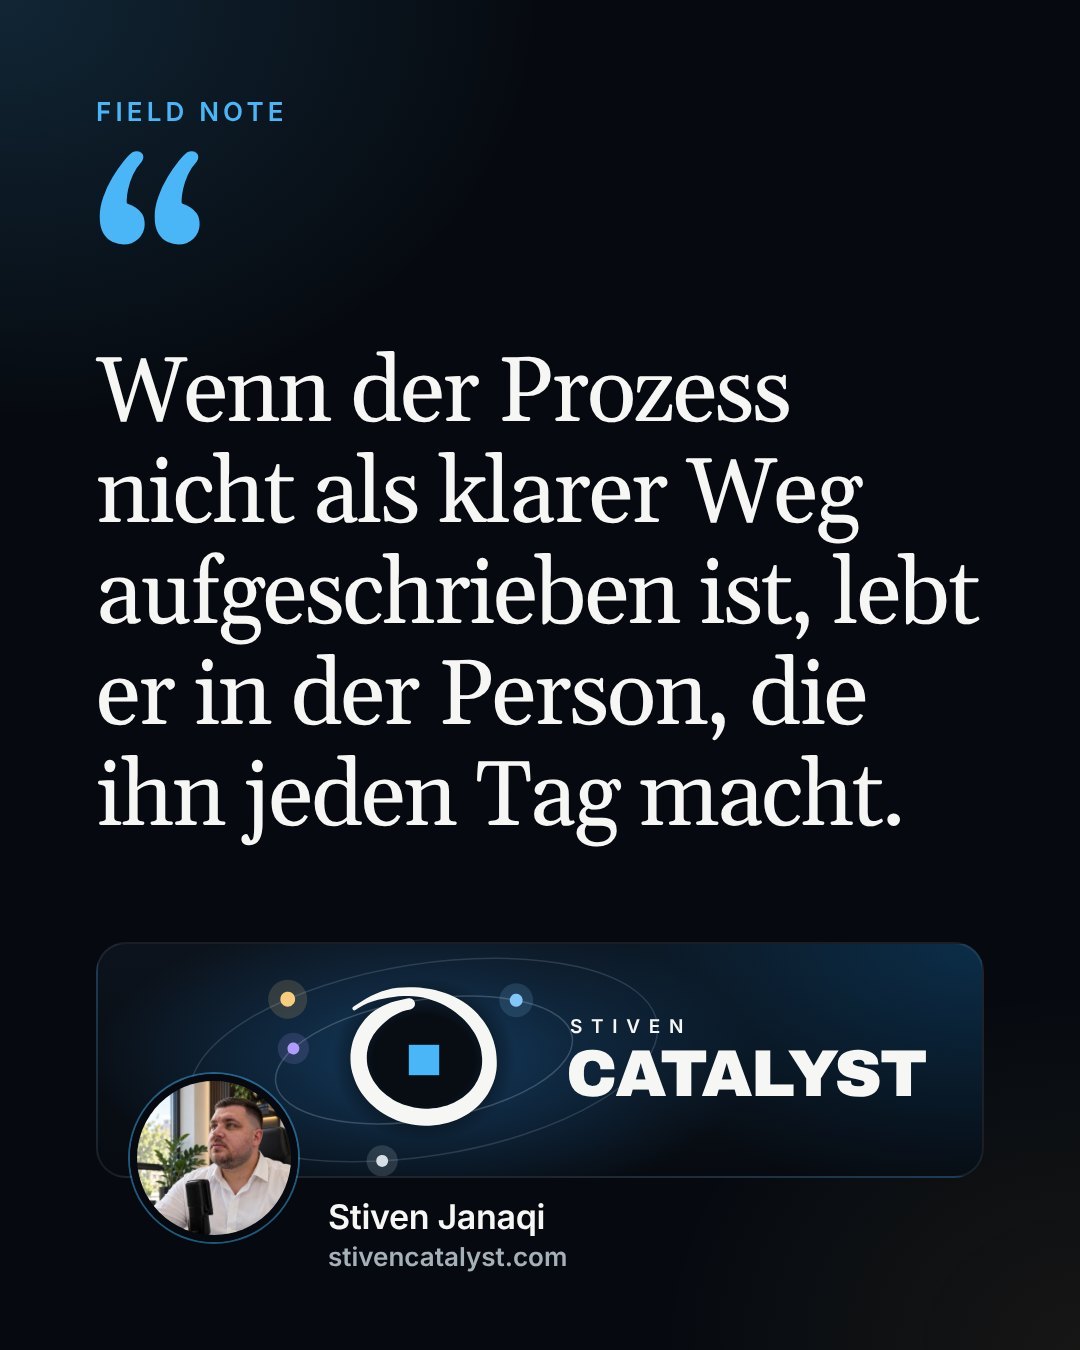 FIELD NOTE
“
Wenn der Prozess
nicht als klarer Weg
aufgeschrieben ist, lebt
er in der Person, die
ihn jeden Tag macht.
STIVEN
CATALYST
Stiven Janaqi
stivencatalyst.com